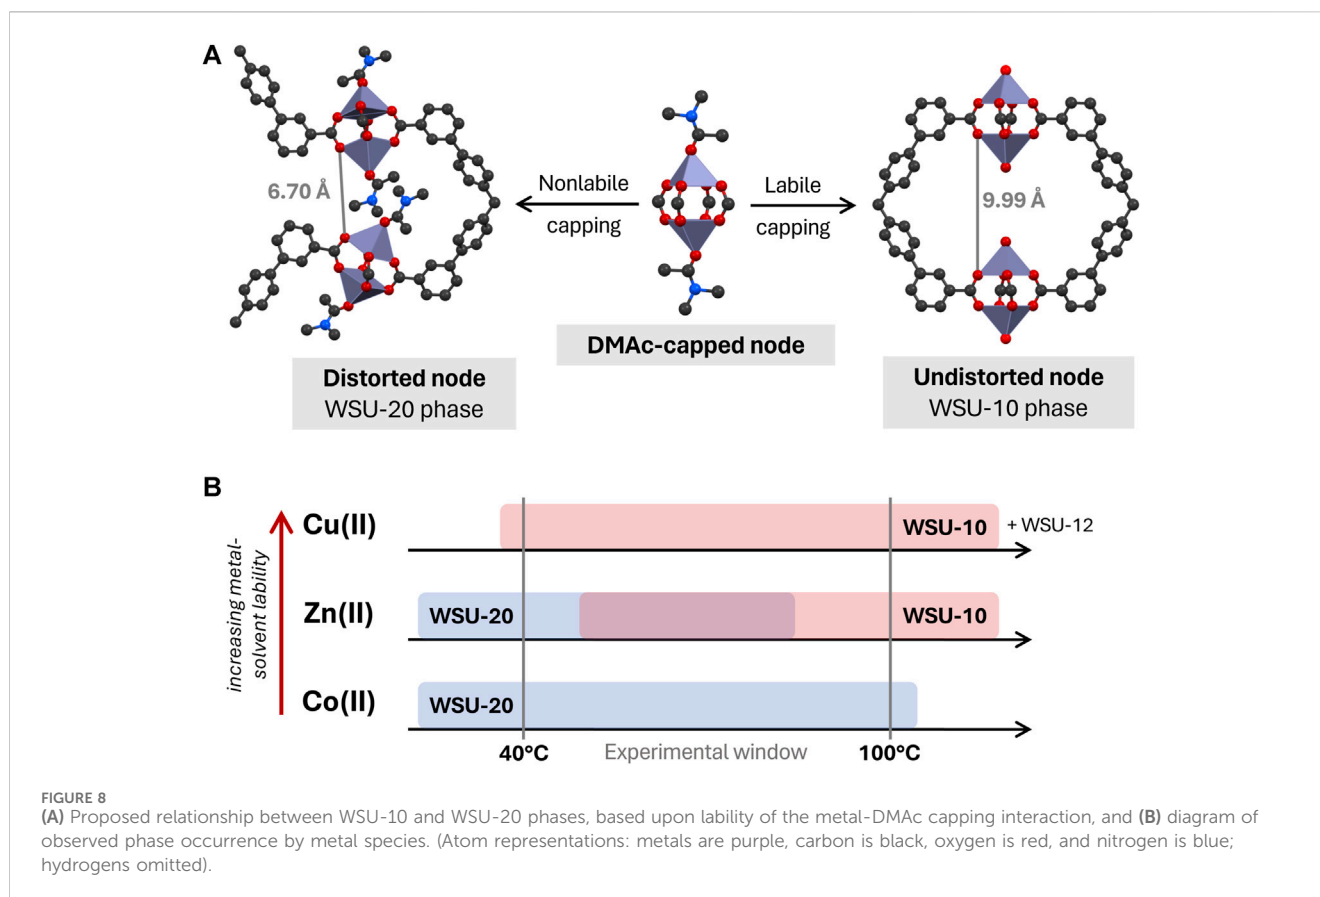 A
6.70 Å
Nonlabile
capping
Labile
capping
9.99 Å
DMAc-capped node
Distorted node
WSU-20 phase
Undistorted node
WSU-10 phase
B
increasing metal-
solvent lability
Cu(II)
WSU-10
+ WSU-12
Zn(II)
WSU-20
WSU-10
Co(II)
WSU-20
40°C
Experimental window
100°C
FIGURE 8
(A) Proposed relationship between WSU-10 and WSU-20 phases, based upon lability of the metal-DMAc capping interaction, and (B) diagram of
observed phase occurrence by metal species. (Atom representations: metals are purple, carbon is black, oxygen is red, and nitrogen is blue;
hydrogens omitted).